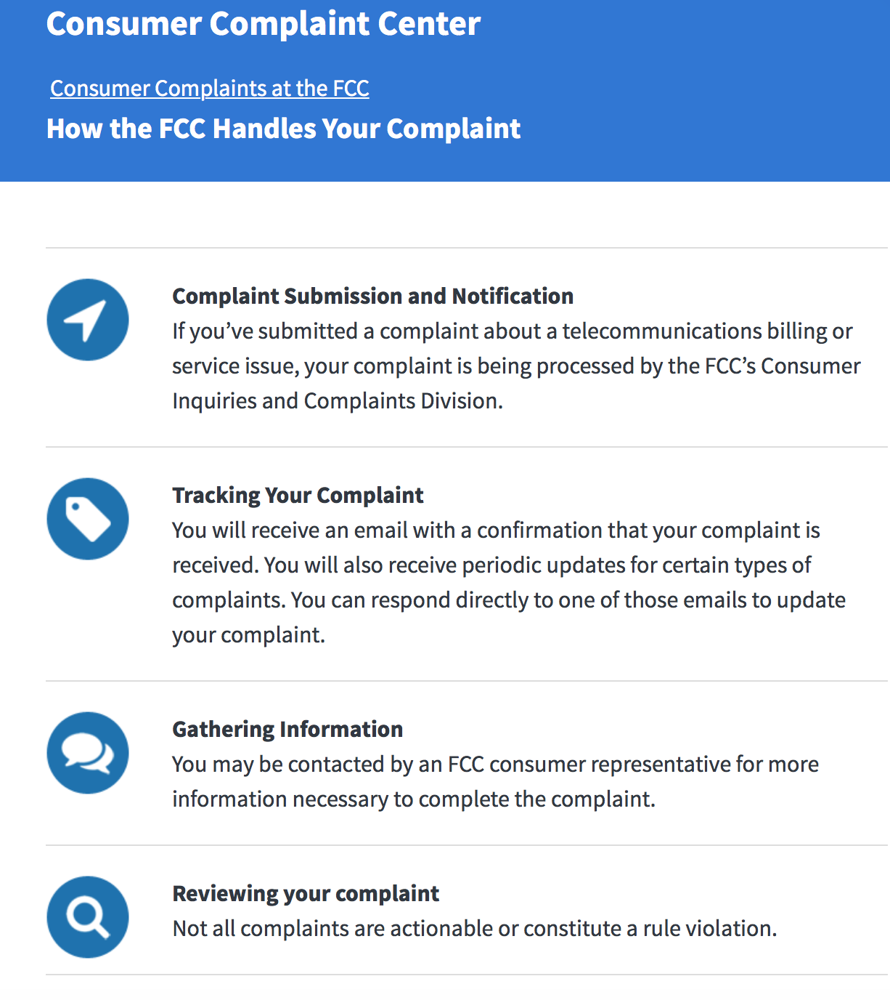 Consumer Complaint Center
Consumer Complaints at the FCC
How the FCC Handles Your Complaint
Complaint Submission and Notification
If you’ve submitted a complaint about a telecommunications billing or
service issue, your complaint is being processed by the FCC’s Consumer
Inquiries and Complaints Division.
Tracking Your Complaint
You will receive an email with a confirmation that your complaint is
received. You will also receive periodic updates for certain types of
complaints. You can respond directly to one of those emails to update
your complaint.
Gathering Information
You may be contacted by an FCC consumer representative for more
information necessary to complete the complaint.
Reviewing your complaint
Not all complaints are actionable or constitute a rule violation.